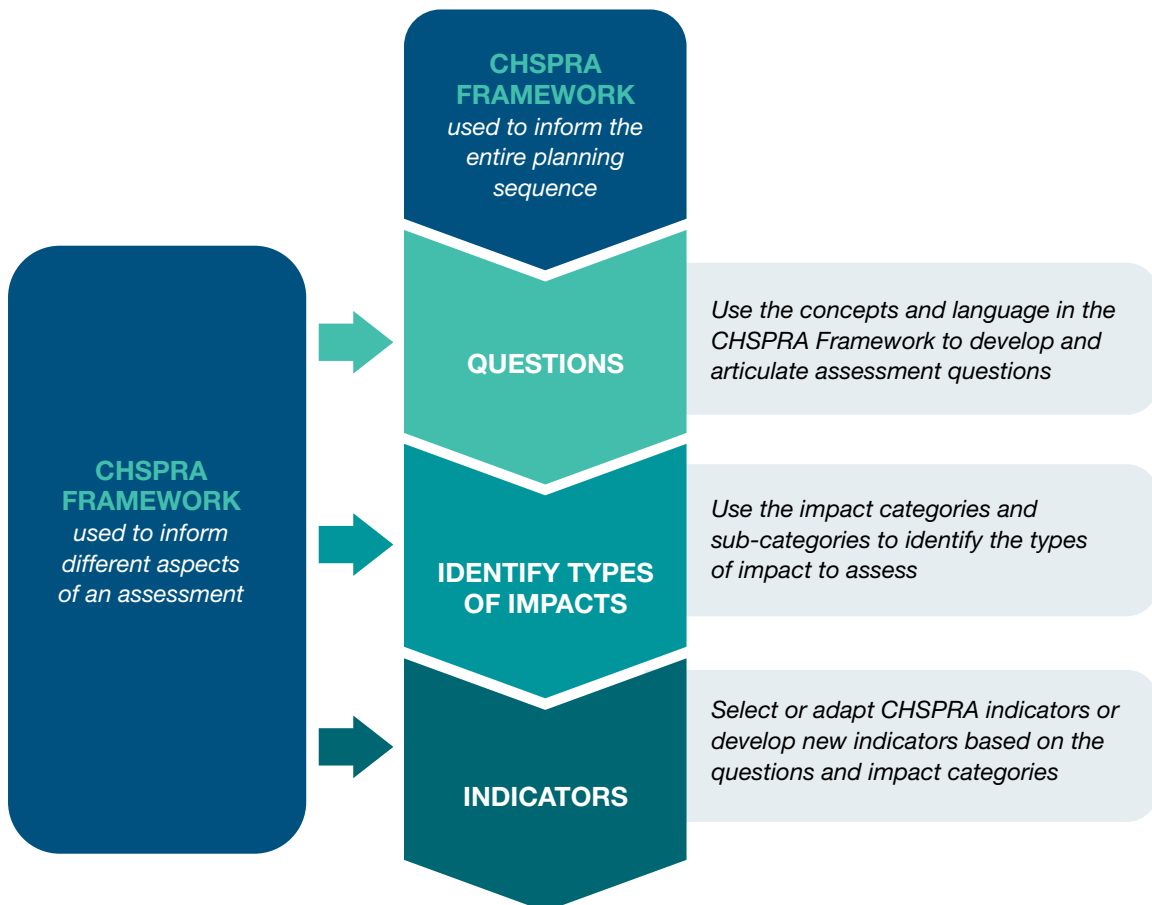 CHSPRA
FRAMEWORK
used to inform the
entire planning
sequence
QUESTIONS
Use the concepts and language in the
CHSPRA Framework to develop and
articulate assessment questions
CHSPRA
FRAMEWORK
used to inform
different aspects
of an assessment
IDENTIFY TYPES
OF IMPACTS
Use the impact categories and
sub-categories to identify the types
of impact to assess
INDICATORS
Select or adapt CHSPRA indicators or
develop new indicators based on the
questions and impact categories